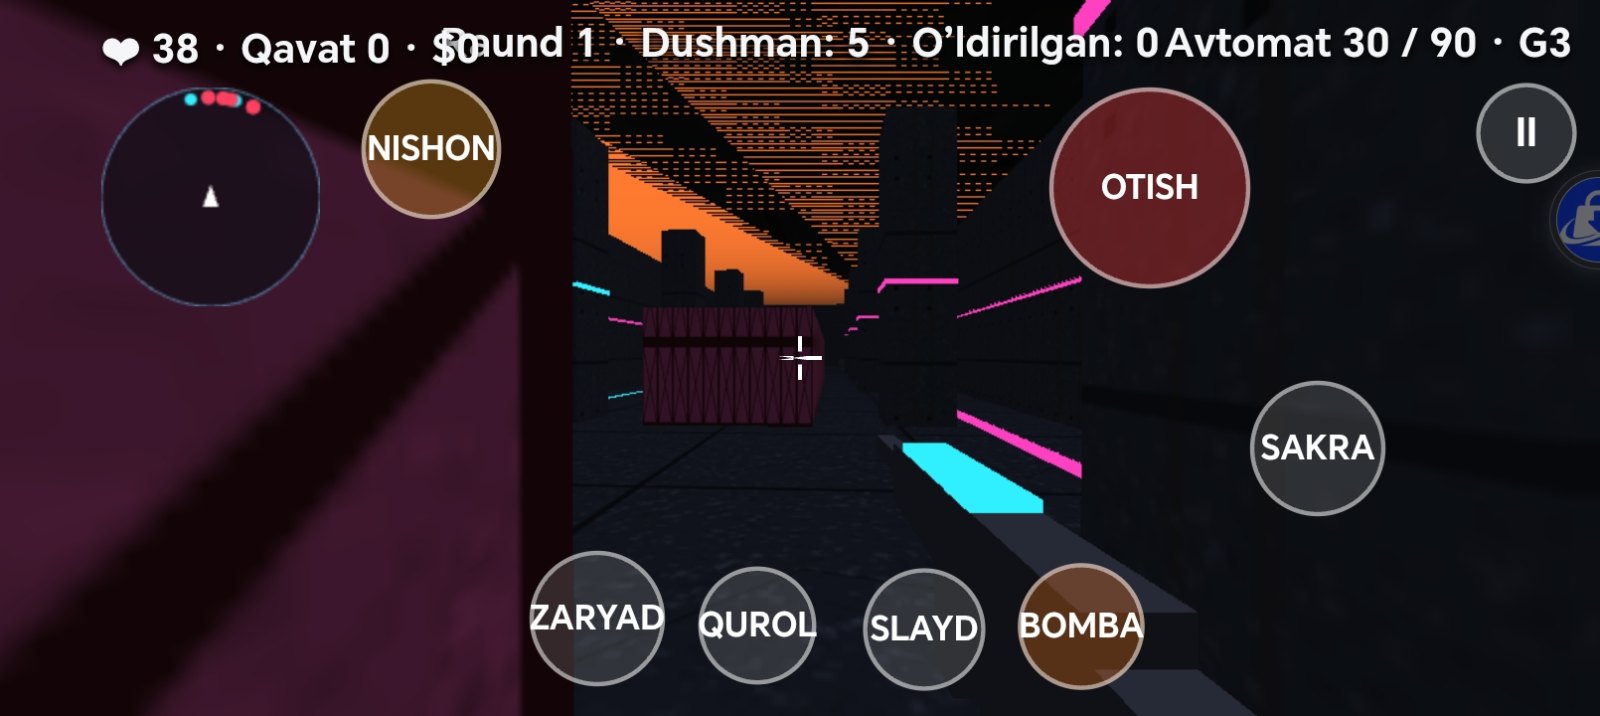 ❤ 38 · Qavat 0 · $0
Round 1 · Dushman: 5 · O’ldirilgan: 0
Avtomat 30 / 90 · G3
NISHON
OTISH
SAKRA
ZARYAD
QUROL
SLAYD
BOMBA